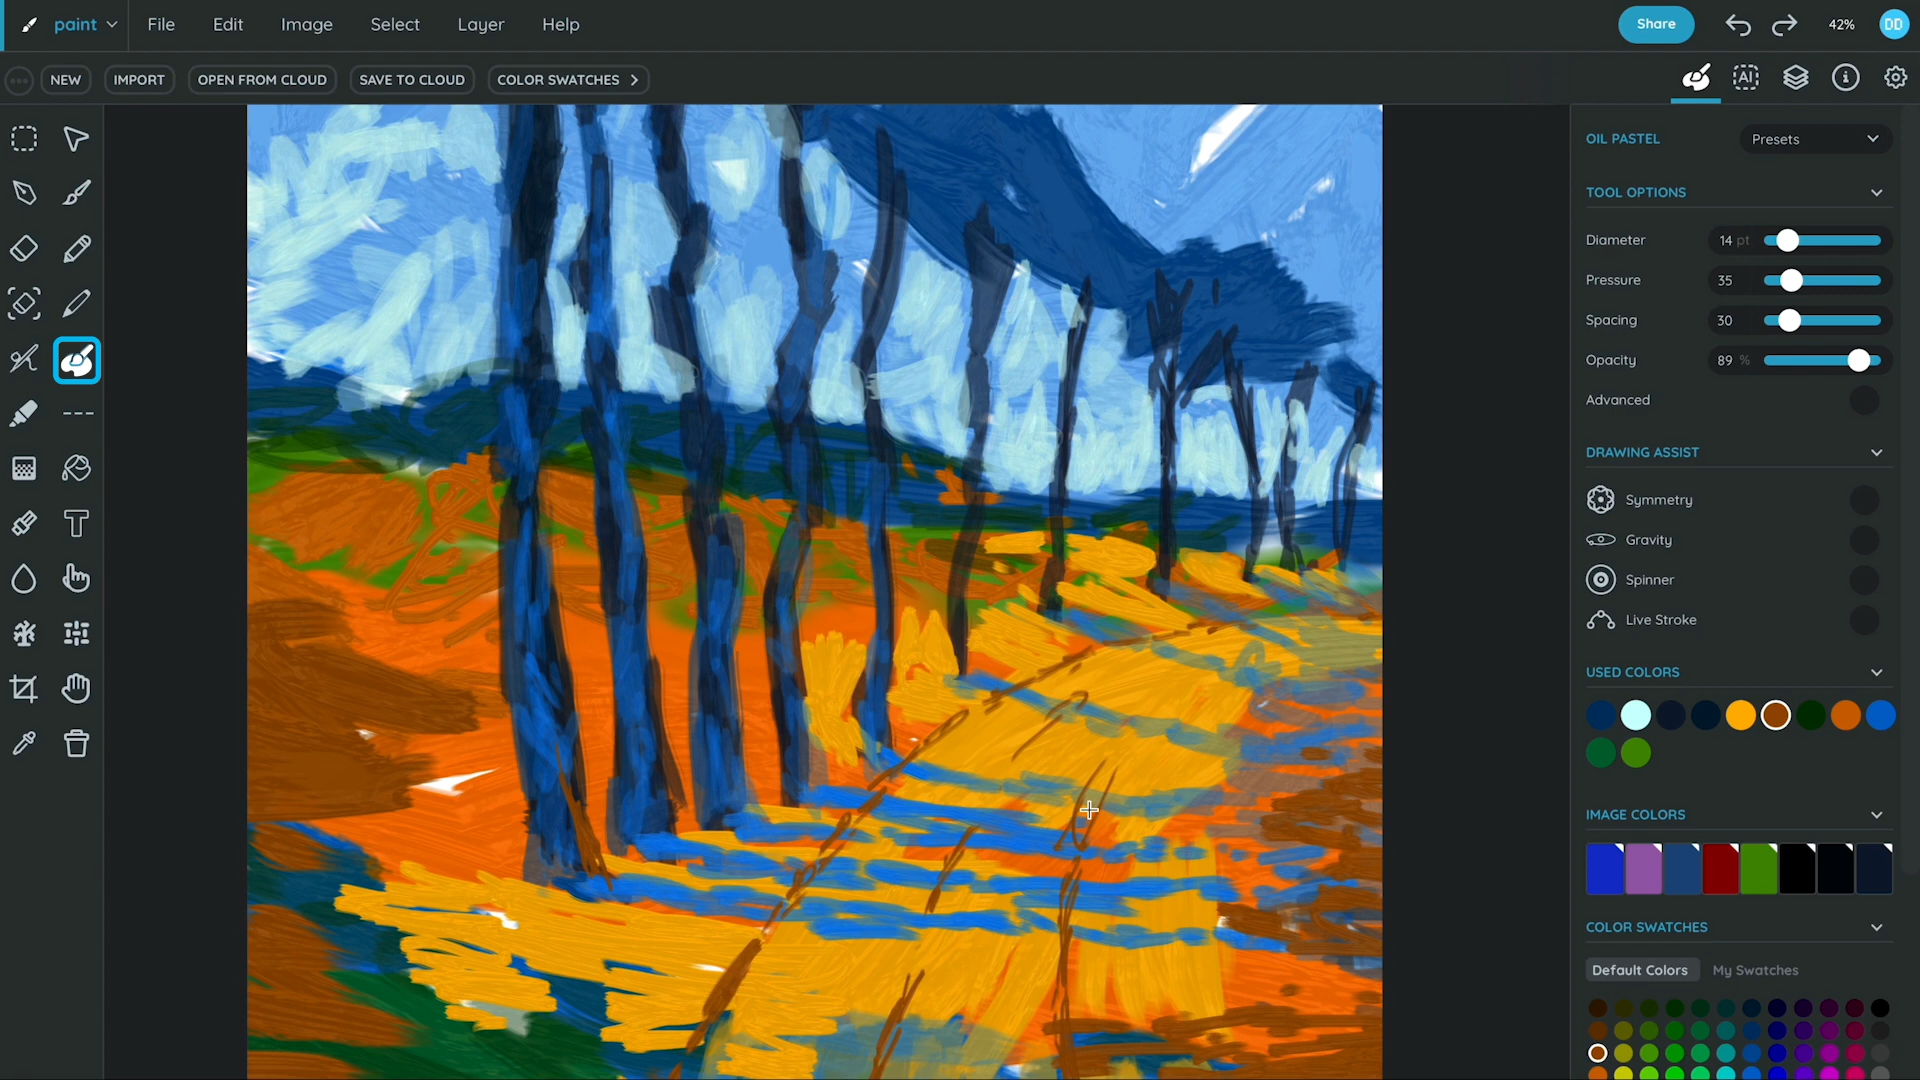 paint File Edit Image Select Layer Help Share 42% DD
NEW IMPORT OPEN FROM CLOUD SAVE TO CLOUD COLOR SWATCHES AI
OIL PASTEL Presets
TOOL OPTIONS
Diameter 14 pt
Pressure 35
Spacing 30
Opacity 89 %
Advanced
DRAWING ASSIST
Symmetry
Gravity
Spinner
Live Stroke
USED COLORS
IMAGE COLORS
COLOR SWATCHES
Default Colors My Swatches